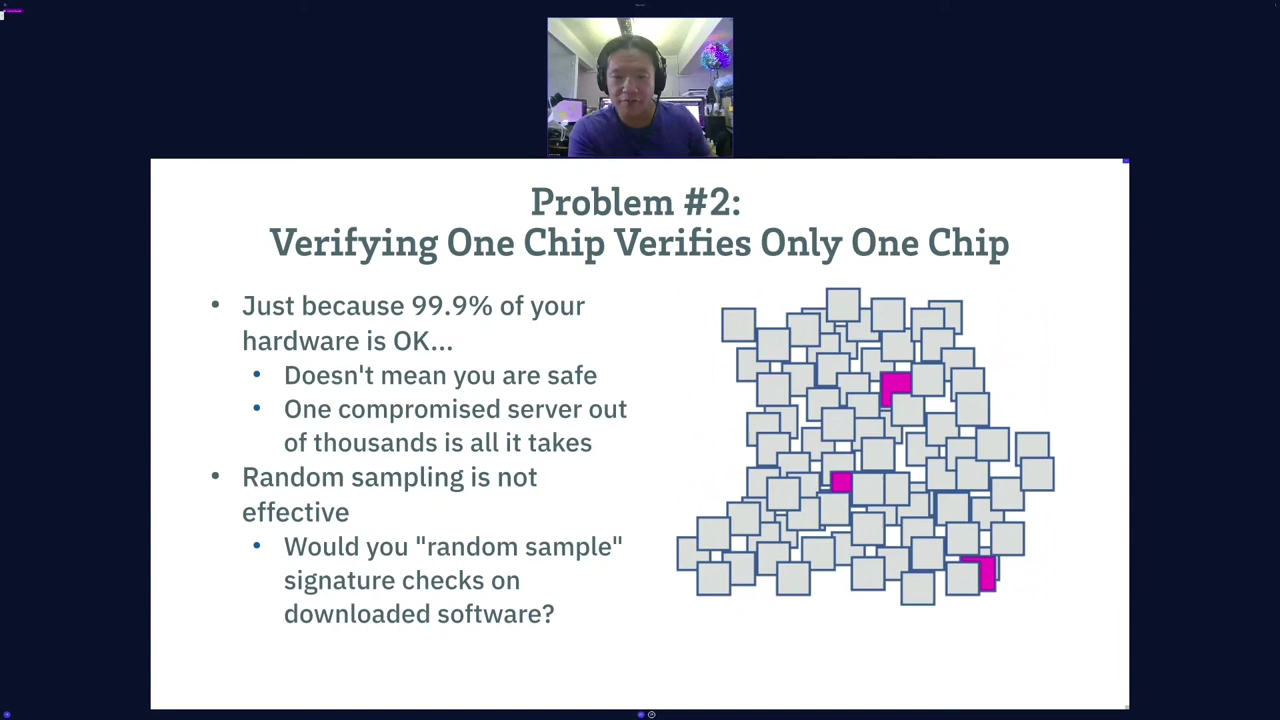 Problem #2:
Verifying One Chip Verifies Only One Chip
• Just because 99.9% of your
hardware is OK...
• Doesn't mean you are safe
• One compromised server out
of thousands is all it takes
• Random sampling is not
effective
• Would you "random sample"
signature checks on
downloaded software?